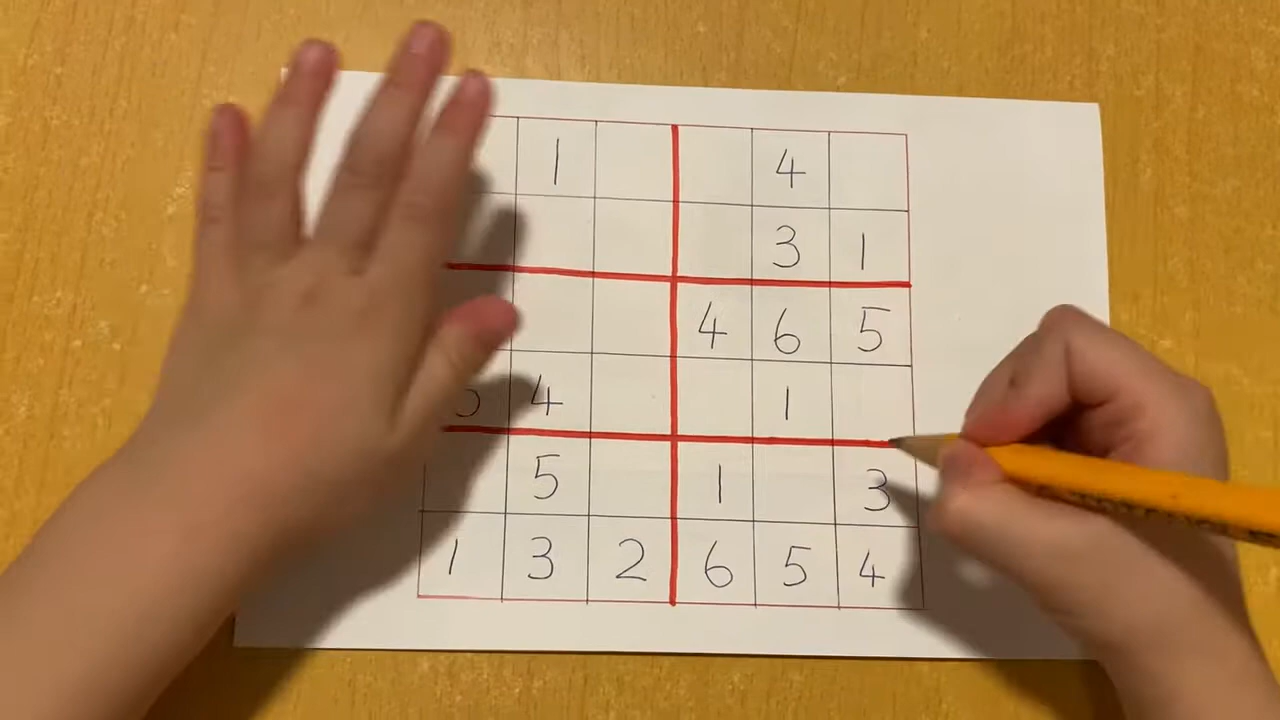 1 4
3 1
4 6 5
4 1
5 1 3
1 3 2 6 5 4